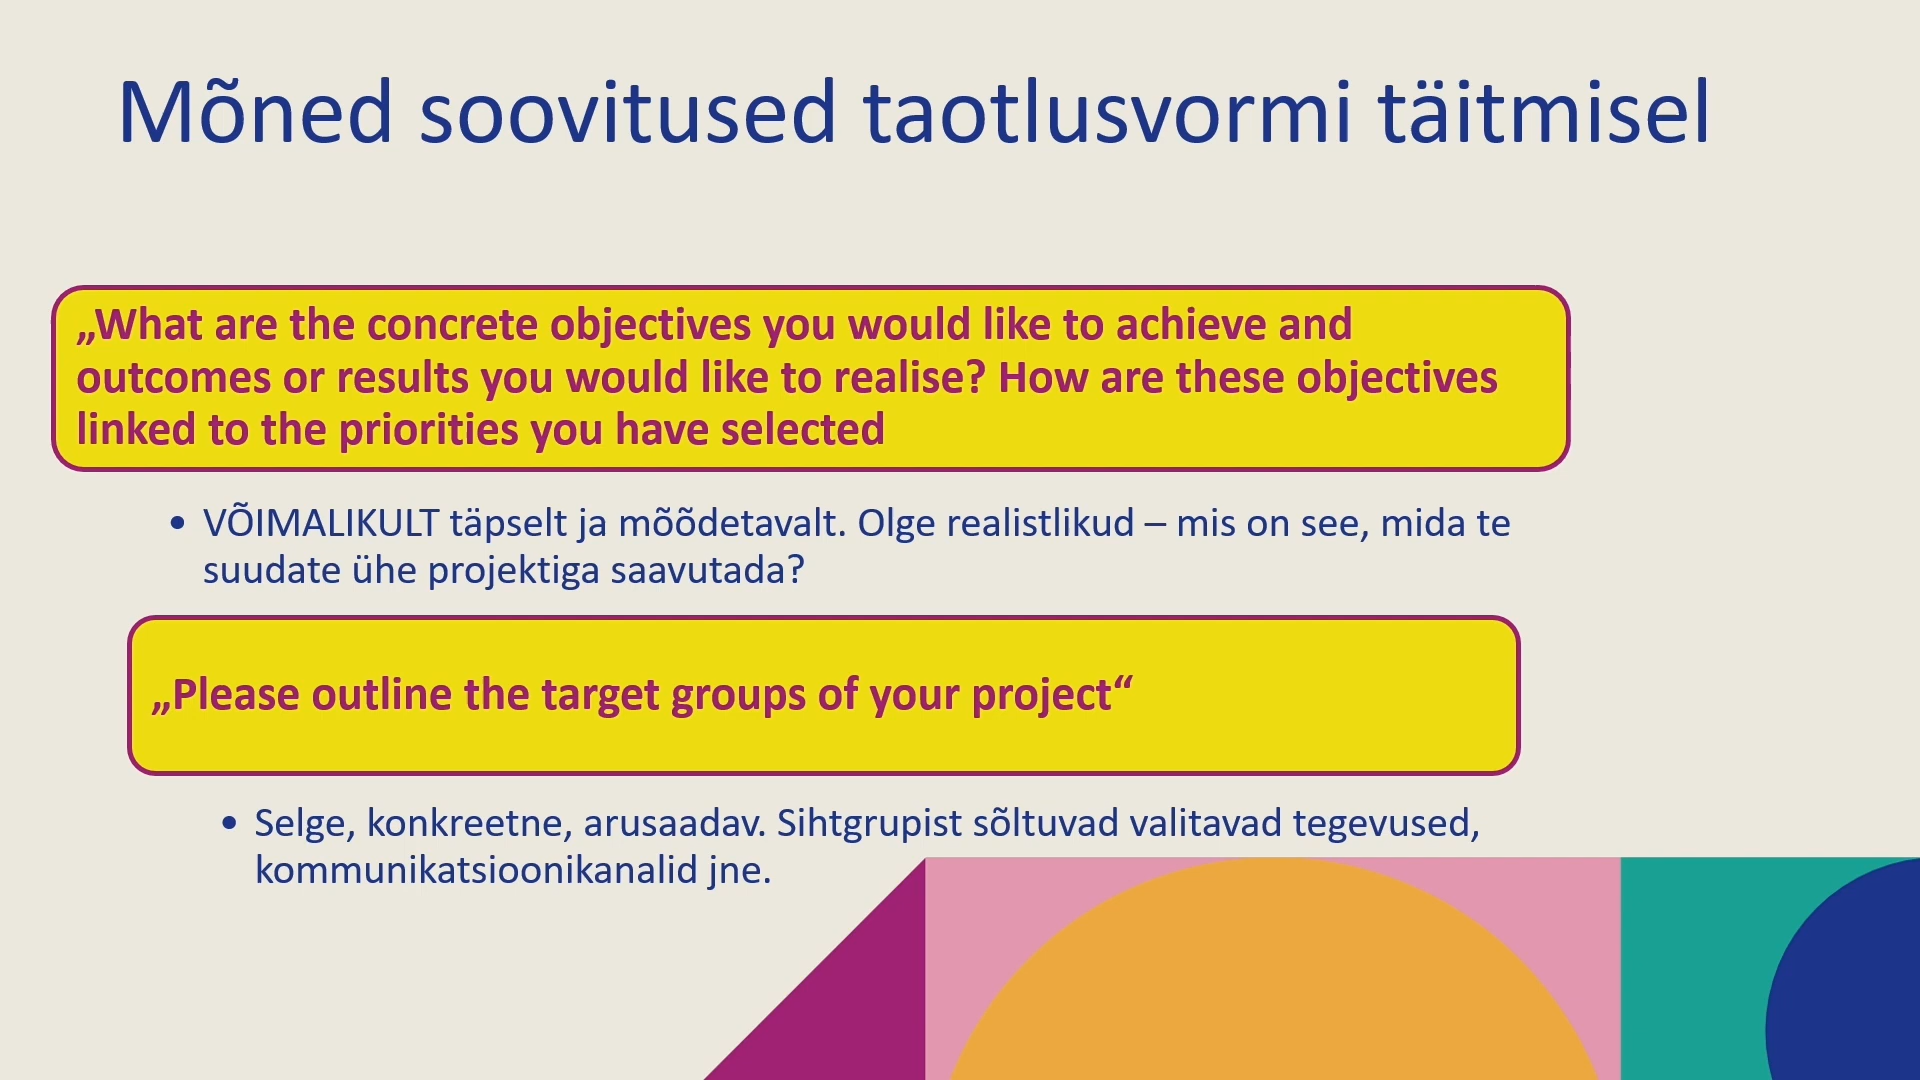 Mõned soovitused taotlusvormi täitmisel
„What are the concrete objectives you would like to achieve and
outcomes or results you would like to realise? How are these objectives
linked to the priorities you have selected
• VÕIMALIKULT täpselt ja mõõdetavalt. Olge realistlikud – mis on see, mida te
suudate ühe projektiga saavutada?
„Please outline the target groups of your project“
• Selge, konkreetne, arusaadav. Sihtgrupist sõltuvad valitavad tegevused,
kommunikatsioonikanalid jne.